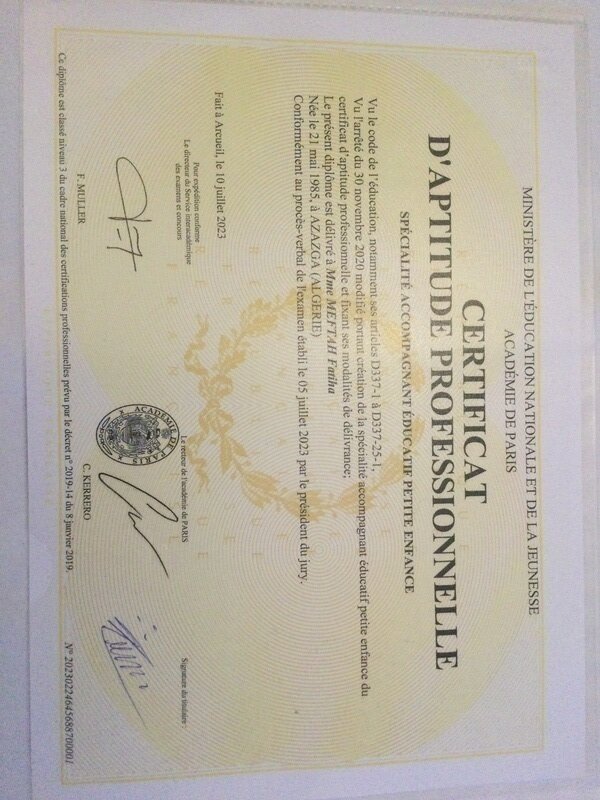 MINISTÈRE DE L'ÉDUCATION NATIONALE ET DE LA JEUNESSE
ACADÉMIE DE PARIS
CERTIFICAT
D'APTITUDE PROFESSIONNELLE
SPÉCIALITÉ ACCOMPAGNANT ÉDUCATIF PETITE ENFANCE
Vu le code de l'éducation, notamment ses articles D337-1 à D337-25-1,
Vu l'arrêté du 30 novembre 2020 modifié portant création de la spécialité accompagnant éducatif petite enfance du
certificat d'aptitude professionnelle et fixant ses modalités de délivrance;
Le présent diplôme est délivré à Mme MEFTAH Fatiha
Née le 21 mai 1985, à AZAZGA (ALGERIE)
Conformément au procès-verbal de l'examen établi le 05 juillet 2023 par le président du jury.
Fait à Arcueil, le 10 juillet 2023
Pour expédition conforme
Le directeur du Service interacadémique
des examens et concours
Le recteur de l'académie de PARIS
Signature du titulaire :
ACADÉMIE DE PARIS
F. MULLER
C. KERRERO
N° 20230224645688700001
Ce diplôme est classé niveau 3 du cadre national des certifications professionnelles prévu par le décret n° 2019-14 du 8 janvier 2019.